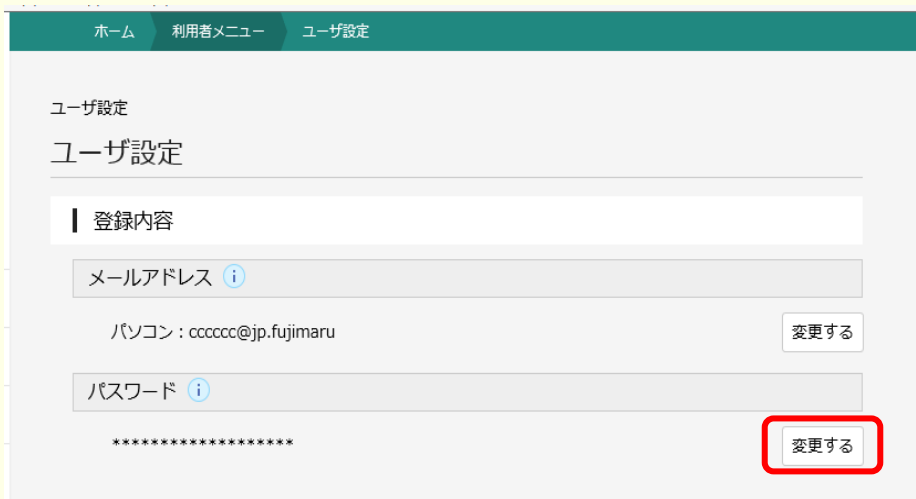 ホーム 利用者メニュー ユーザ設定
ユーザ設定
ユーザ設定
登録内容
メールアドレス i
パソコン : cccccc@jp.fujimaru 変更する
パスワード i
******************* 変更する